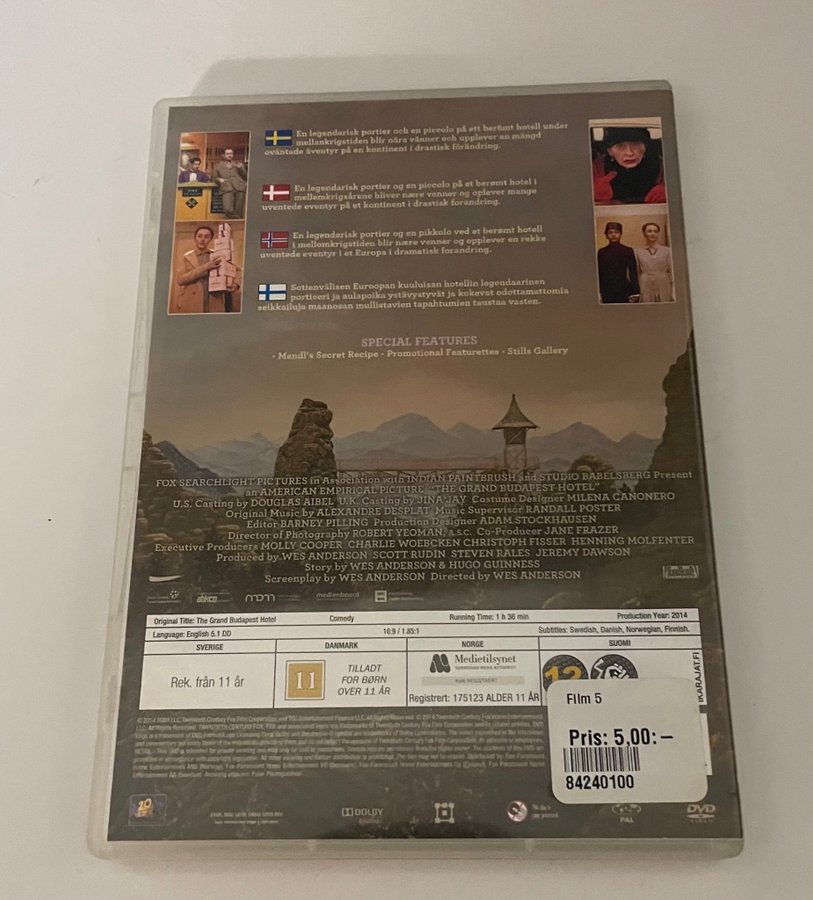 En legendarisk portier och en piccolo på ett berömt hotell under
mellankrigstiden blir nära vänner och upplever en mängd
oväntade äventyr på en kontinent i drastisk förändring.
En legendarisk portier og en piccolo på et berømt hotel i
mellemkrigsårene bliver nære venner og oplever mange
uventede eventyr på et kontinent i drastisk forandring.
En legendarisk portier og en pikkolo ved et berømt hotell
i mellomkrigstiden blir nære venner og opplever en rekke
uventede eventyr i et Europa i dramatisk forandring.
Sotienvälisen Euroopan kuuluisan hotellin legendaarinen
portieeri ja aulapoika ystävystyvät ja kokevat odottamattomia
seikkailuja maanosan mullistavien tapahtumien taustaa vasten.
SPECIAL FEATURES
• Mendl's Secret Recipe • Promotional Featurettes • Stills Gallery
FOX SEARCHLIGHT PICTURES in Association with INDIAN PAINTBRUSH and STUDIO BABELSBERG Present
an AMERICAN EMPIRICAL PICTURE "THE GRAND BUDAPEST HOTEL"
U.S. Casting by DOUGLAS AIBEL U.K. Casting by JINA JAY Costume Designer MILENA CANONERO
Original Music by ALEXANDRE DESPLAT Music Supervisor RANDALL POSTER
Editor BARNEY PILLING Production Designer ADAM STOCKHAUSEN
Director of Photography ROBERT YEOMAN, a.s.c. Co-Producer JANE FRAZER
Executive Producers MOLLY COOPER CHARLIE WOEBCKEN CHRISTOPH FISSER HENNING MOLFENTER
Produced by WES ANDERSON SCOTT RUDIN STEVEN RALES JEREMY DAWSON
Story by WES ANDERSON & HUGO GUINNESS
Screenplay by WES ANDERSON Directed by WES ANDERSON
medienboard
Original Title: The Grand Budapest Hotel Comedy Running Time: 1 h 36 min Production Year: 2014
Language: English 5.1 DD 16:9 / 1.85:1 Subtitles: Swedish, Danish, Norwegian, Finnish.
SVERIGE DANMARK NORGE SUOMI
Rek. från 11 år
11
TILLADT
FOR BØRN
OVER 11 ÅR
Medietilsynet
Registrert: 175123 ALDER 11 ÅR
12
IKARAJAT.FI
Film 5
Pris: 5,00:–
84240100
20
DOLBY
PAL
DVD